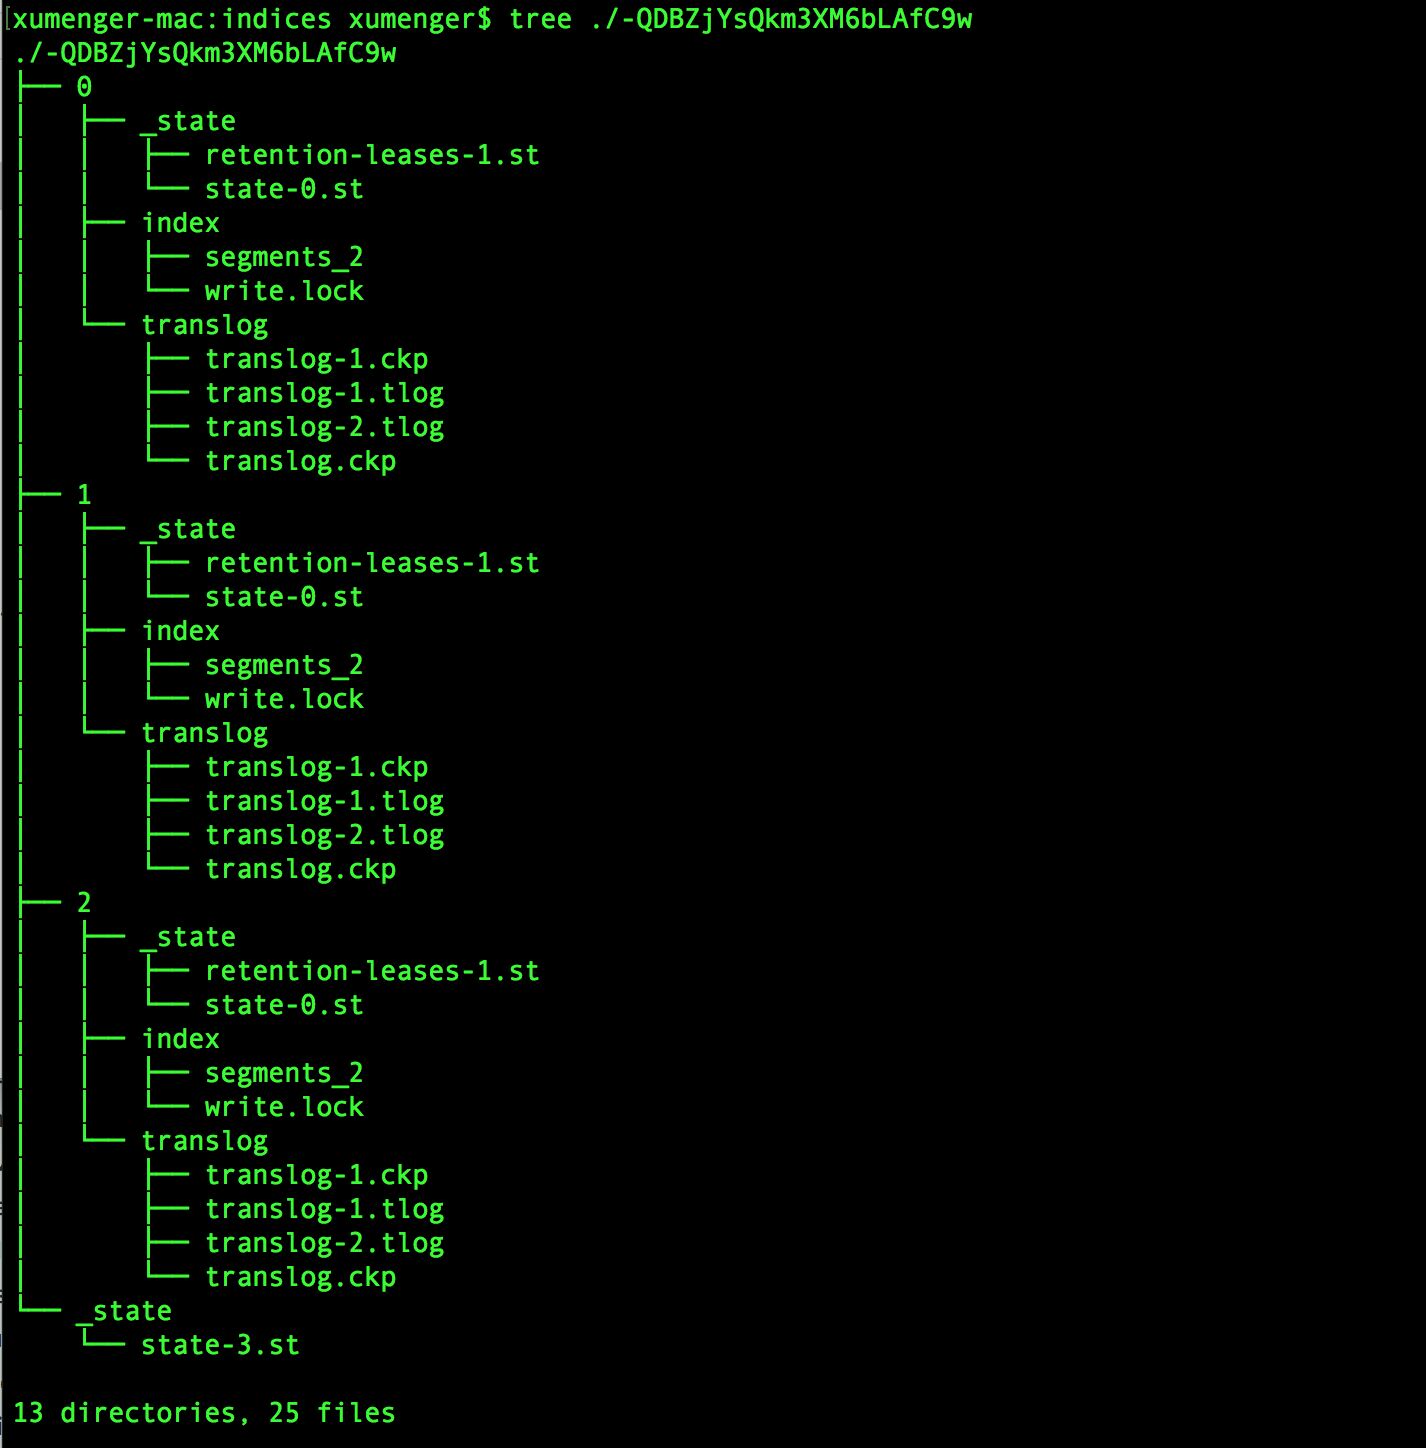 [xumenger-mac:indices xumenger$ tree ./-QDBZjYsQkm3XM6bLAfC9w
./-QDBZjYsQkm3XM6bLAfC9w
├── 0
│   ├── _state
│   │   ├── retention-leases-1.st
│   │   └── state-0.st
│   ├── index
│   │   ├── segments_2
│   │   └── write.lock
│   └── translog
│       ├── translog-1.ckp
│       ├── translog-1.tlog
│       ├── translog-2.tlog
│       └── translog.ckp
├── 1
│   ├── _state
│   │   ├── retention-leases-1.st
│   │   └── state-0.st
│   ├── index
│   │   ├── segments_2
│   │   └── write.lock
│   └── translog
│       ├── translog-1.ckp
│       ├── translog-1.tlog
│       ├── translog-2.tlog
│       └── translog.ckp
├── 2
│   ├── _state
│   │   ├── retention-leases-1.st
│   │   └── state-0.st
│   ├── index
│   │   ├── segments_2
│   │   └── write.lock
│   └── translog
│       ├── translog-1.ckp
│       ├── translog-1.tlog
│       ├── translog-2.tlog
│       └── translog.ckp
└── _state
    └── state-3.st
13 directories, 25 files